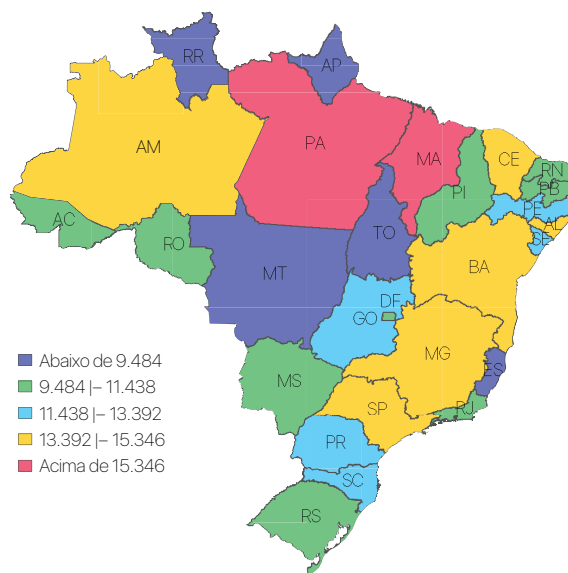 RR
AP
AM
PA
MA
CE
RN
PB
PI
PE
AL
SE
AC
RO
TO
BA
MT
DF
GO
MG
ES
MS
SP
RJ
PR
SC
RS
Abaixo de 9.484
9.484 |– 11.438
11.438 |– 13.392
13.392 |– 15.346
Acima de 15.346